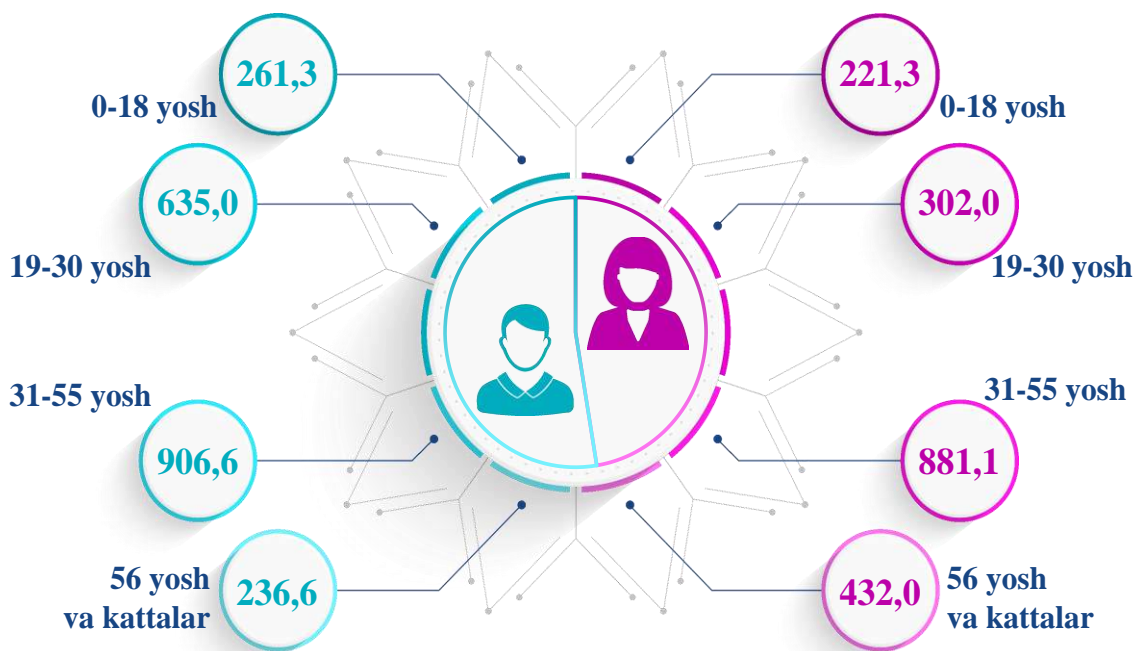 261,3
0-18 yosh
635,0
19-30 yosh
31-55 yosh
906,6
56 yosh
va kattalar
236,6
221,3
0-18 yosh
302,0
19-30 yosh
31-55 yosh
881,1
432,0
56 yosh
va kattalar